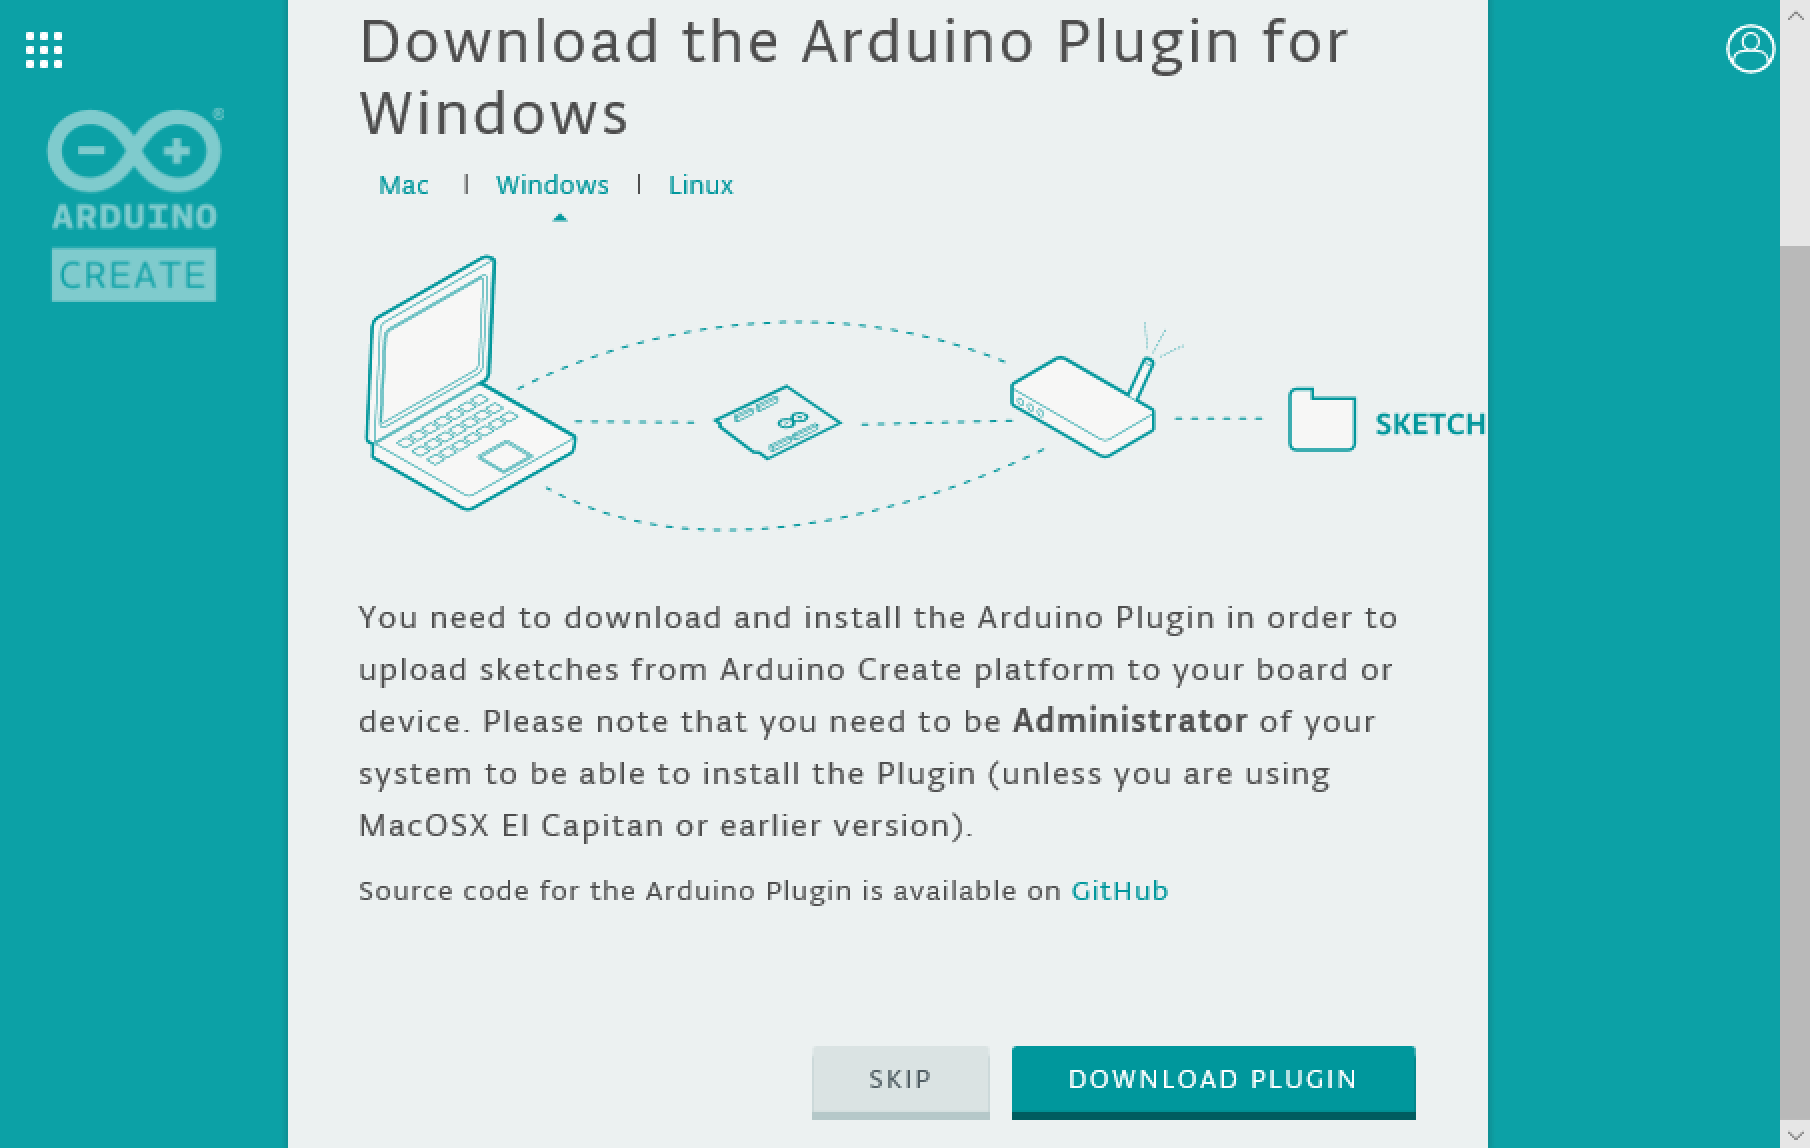 Download the Arduino Plugin for
Windows
Mac | Windows | Linux
ARDUINO
CREATE
SKETCH
You need to download and install the Arduino Plugin in order to
upload sketches from Arduino Create platform to your board or
device. Please note that you need to be Administrator of your
system to be able to install the Plugin (unless you are using
MacOSX El Capitan or earlier version).
Source code for the Arduino Plugin is available on GitHub
SKIP
DOWNLOAD PLUGIN